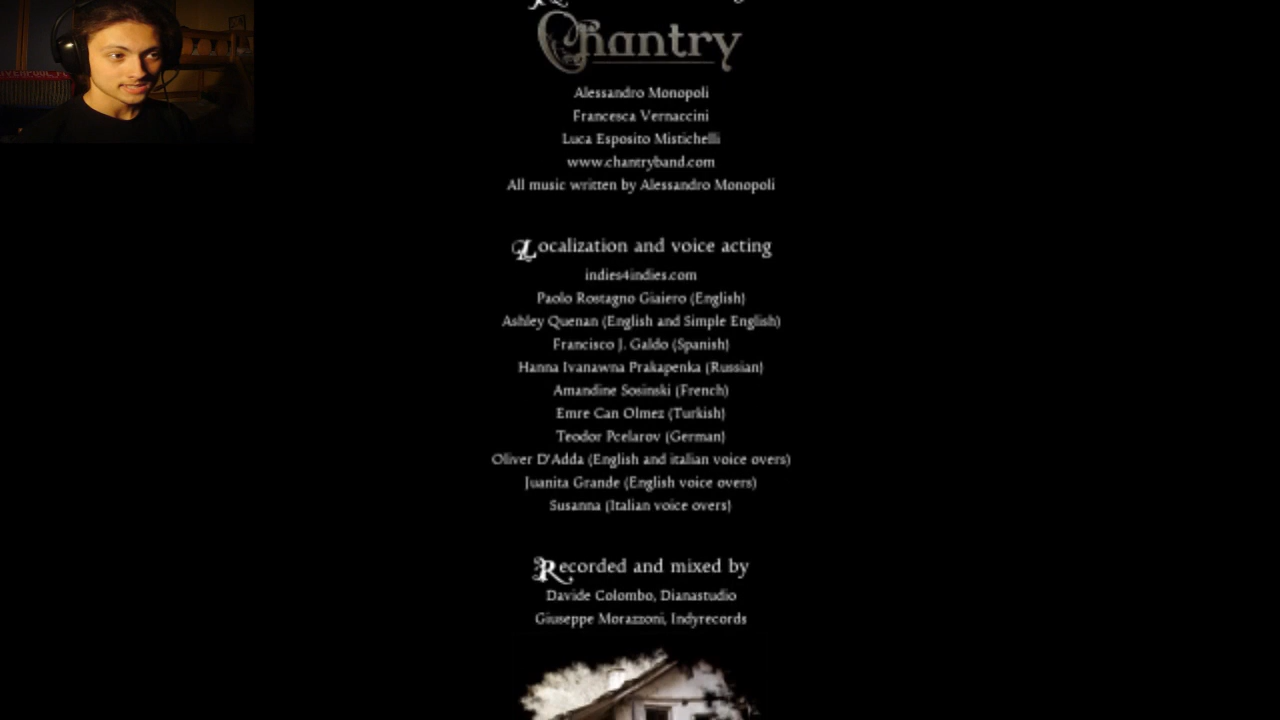 Chantry
Alessandro Monopoli
Francesca Vernaccini
Luca Esposito Mistichelli
www.chantryband.com
All music written by Alessandro Monopoli
Localization and voice acting
indies4indies.com
Paolo Rostagno Giaiero (English)
Ashley Quenan (English and Simple English)
Francisco J. Galdo (Spanish)
Hanna Ivanawna Prakapenka (Russian)
Amandine Sosinski (French)
Emre Can Olmez (Turkish)
Teodor Pcelarov (German)
Oliver D'Adda (English and italian voice overs)
Juanita Grande (English voice overs)
Susanna (Italian voice overs)
Recorded and mixed by
Davide Colombo, Dianastudio
Giuseppe Morazzoni, Indyrecords